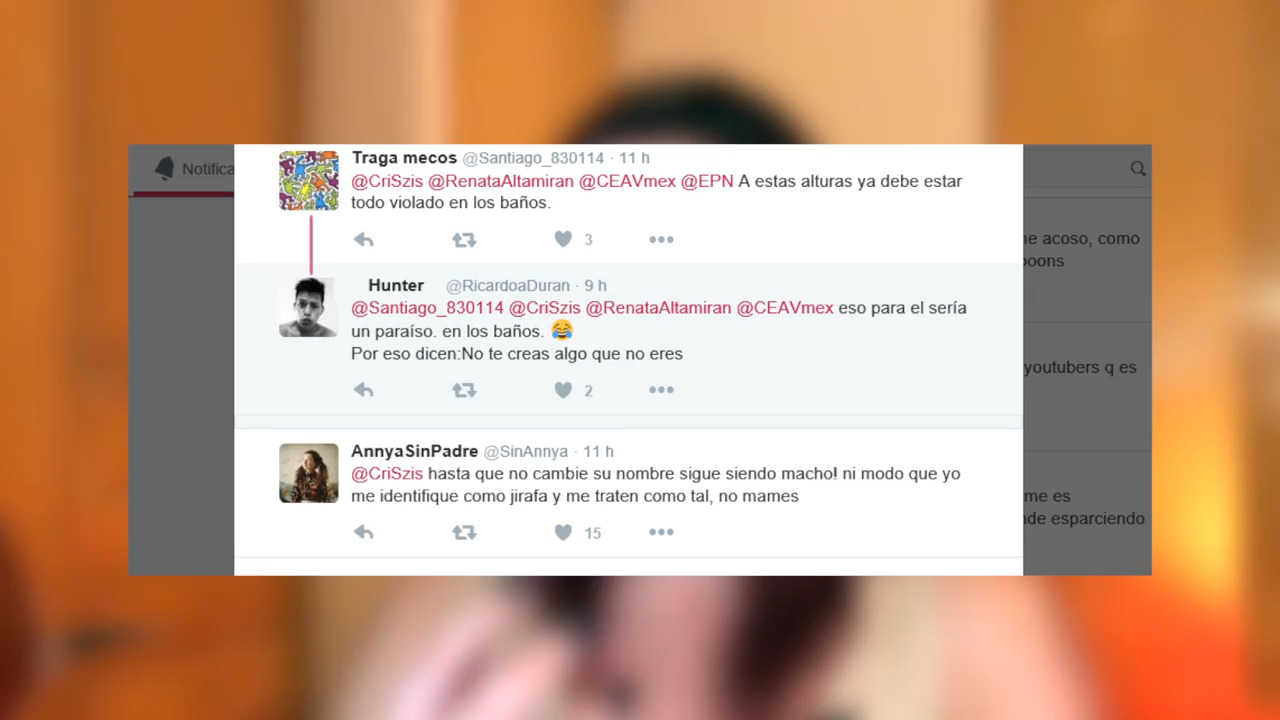 Notifica
Traga mecos @Santiago_830114 · 11 h
@CriSzis @RenataAltamiran @CEAVmex @EPN A estas alturas ya debe estar
todo violado en los baños.
3
Hunter @RicardoaDuran · 9 h
@Santiago_830114 @CriSzis @RenataAltamiran @CEAVmex eso para el sería
un paraíso. en los baños. 😂
Por eso dicen:No te creas algo que no eres
2
AnnyaSinPadre @SinAnnya · 11 h
@CriSzis hasta que no cambie su nombre sigue siendo macho! ni modo que yo
me identifique como jirafa y me traten como tal, no mames
15
acoso, como
youtubers q es
me es
esparciendo